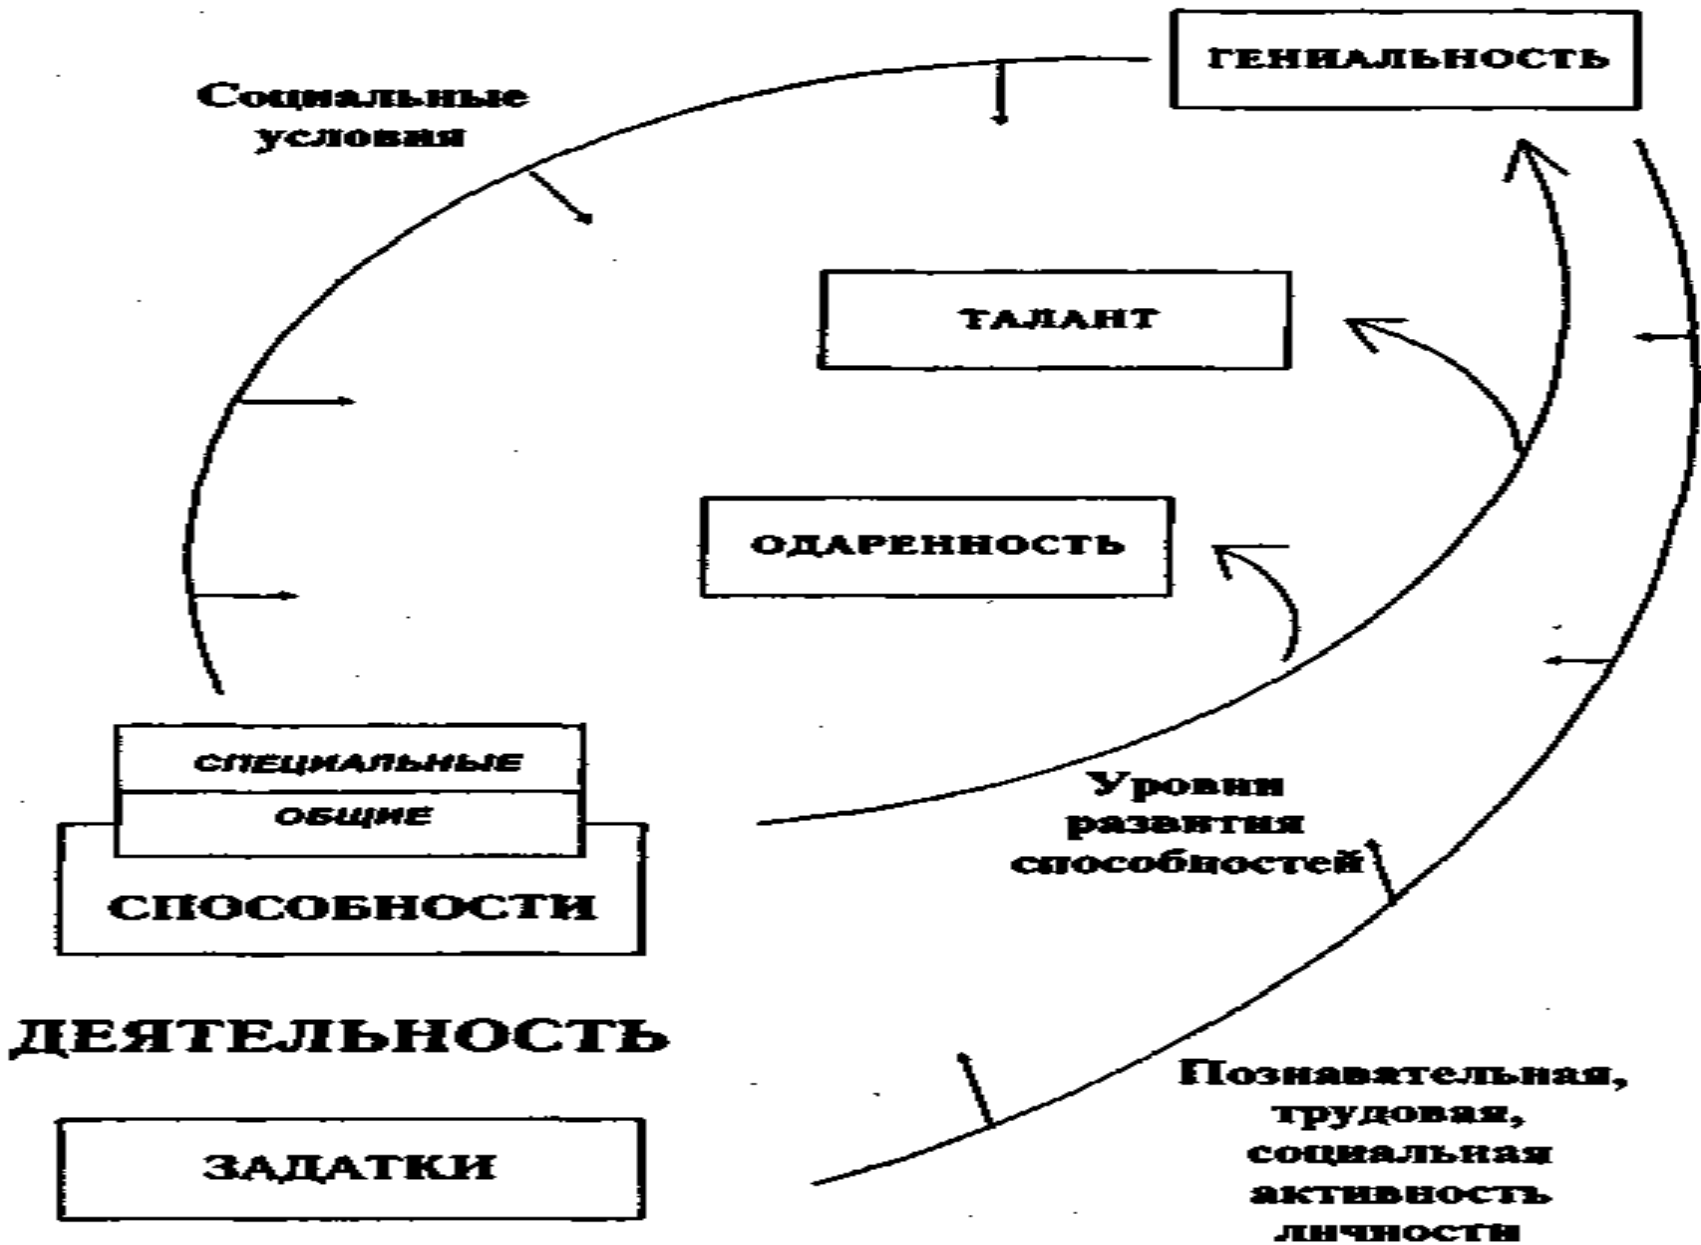 ГЕНИАЛЬНОСТЬ
Социальные
условия
ТАЛАНТ
ОДАРЕННОСТЬ
СПЕЦИАЛЬНЫЕ
ОБЩИЕ
СПОСОБНОСТИ
Уровни
развития
способностей
ДЕЯТЕЛЬНОСТЬ
ЗАДАТКИ
Познавательная,
трудовая,
социальная
активность
личности